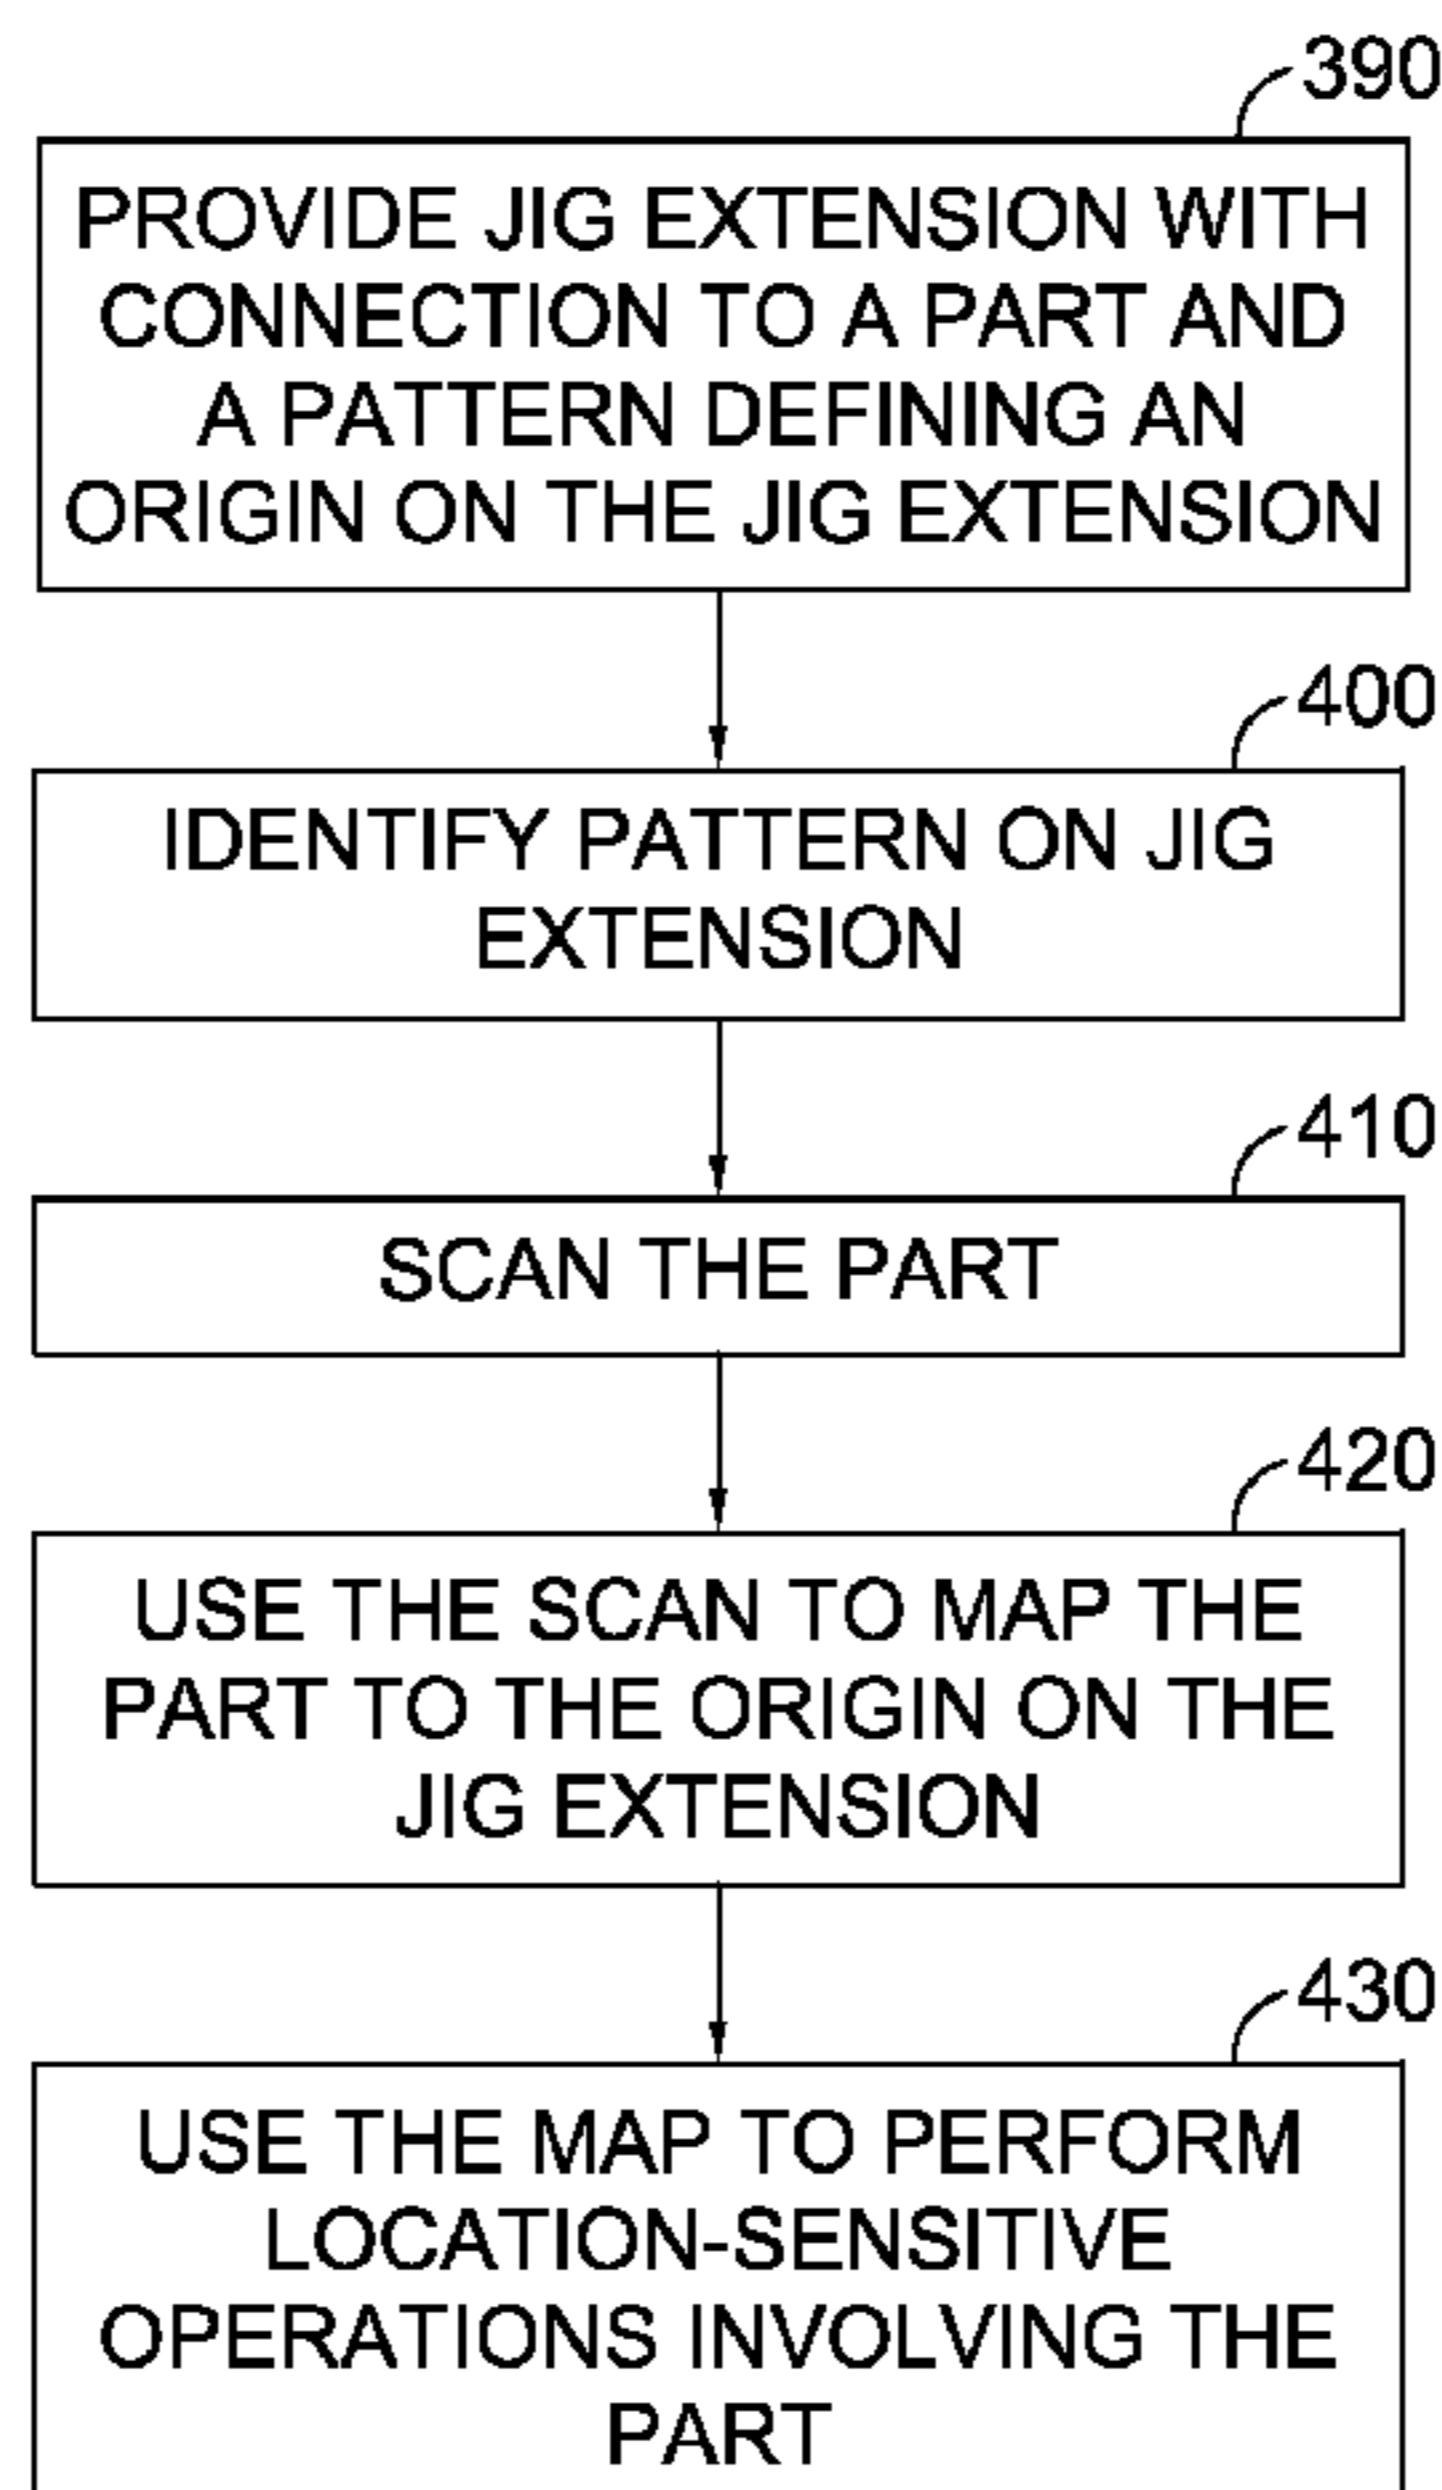 390
PROVIDE JIG EXTENSION WITH
CONNECTION TO A PART AND
A PATTERN DEFINING AN
ORIGIN ON THE JIG EXTENSION
400
IDENTIFY PATTERN ON JIG
EXTENSION
410
SCAN THE PART
420
USE THE SCAN TO MAP THE
PART TO THE ORIGIN ON THE
JIG EXTENSION
430
USE THE MAP TO PERFORM
LOCATION-SENSITIVE
OPERATIONS INVOLVING THE
PART